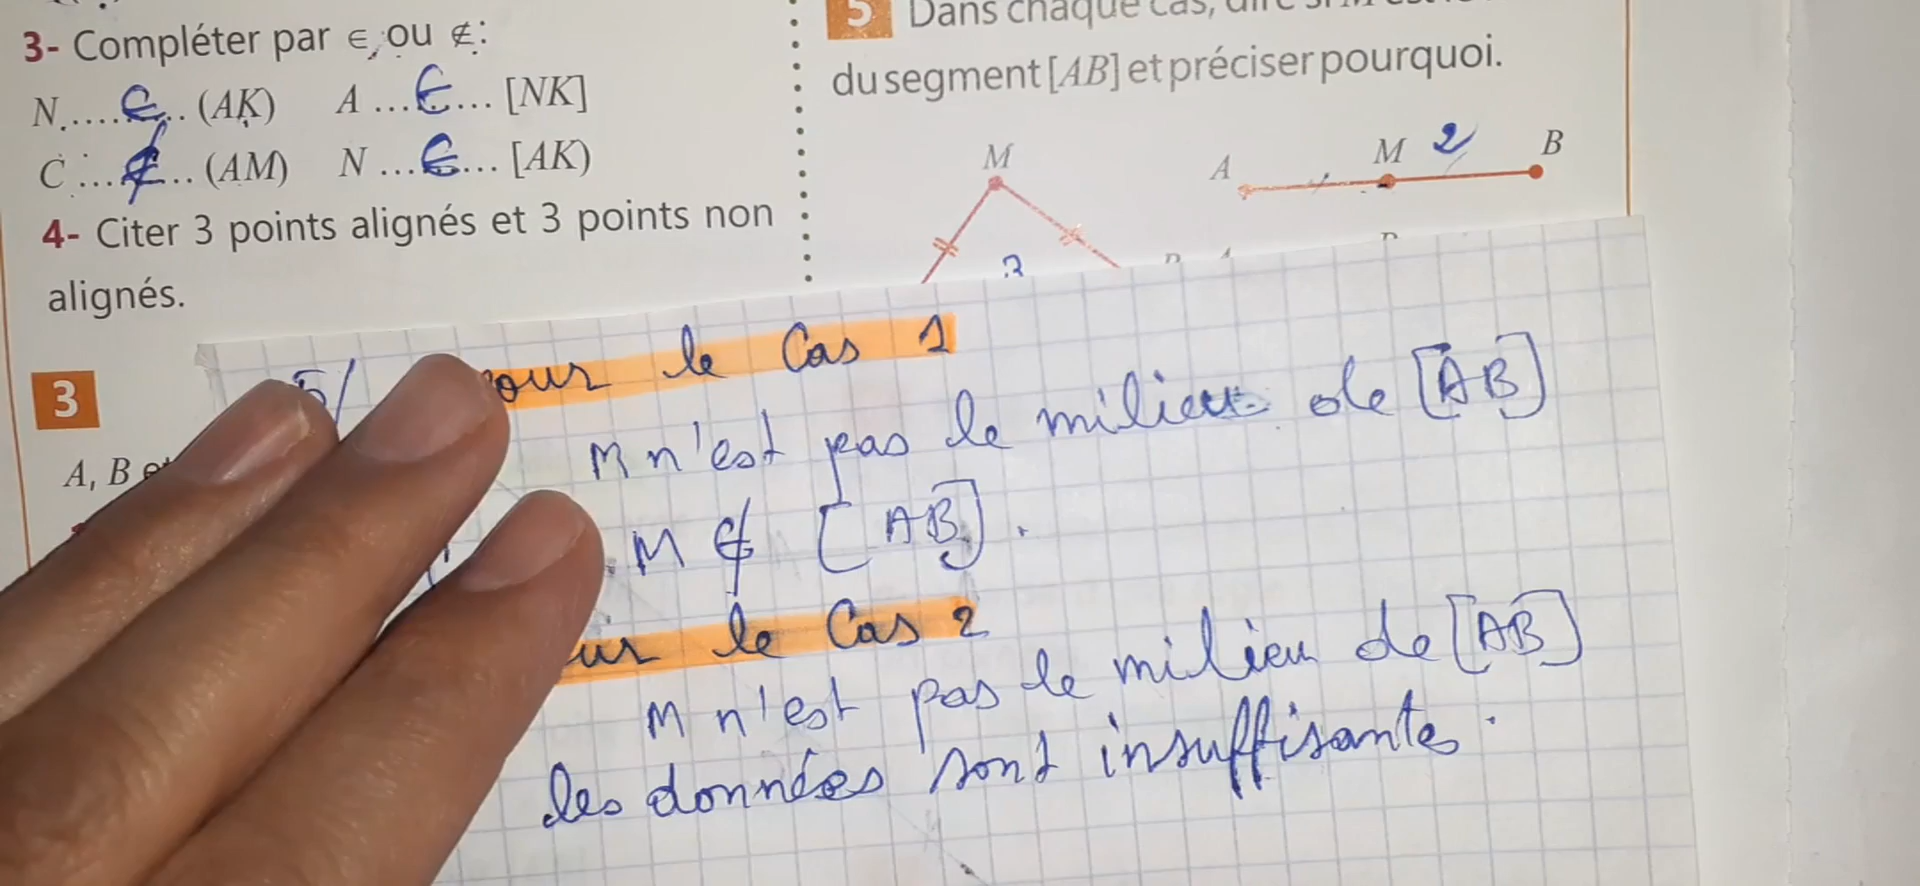 3- Compléter par ∈ ou ∉:
N.....∈... (AK) A ...∈... [NK]
C ...∉... (AM) N ...∈... [AK)
4- Citer 3 points alignés et 3 points non
alignés.
3
A, B
5 Dans chaque cas,
du segment [AB] et préciser pourquoi.
M
A M 2 B
5/ our le Cas 1
M n'est pas le milieu de [AB]
M ∉ [AB].
ur le Cas 2
M n'est pas le milieu de [AB]
les données sont insuffisantes.